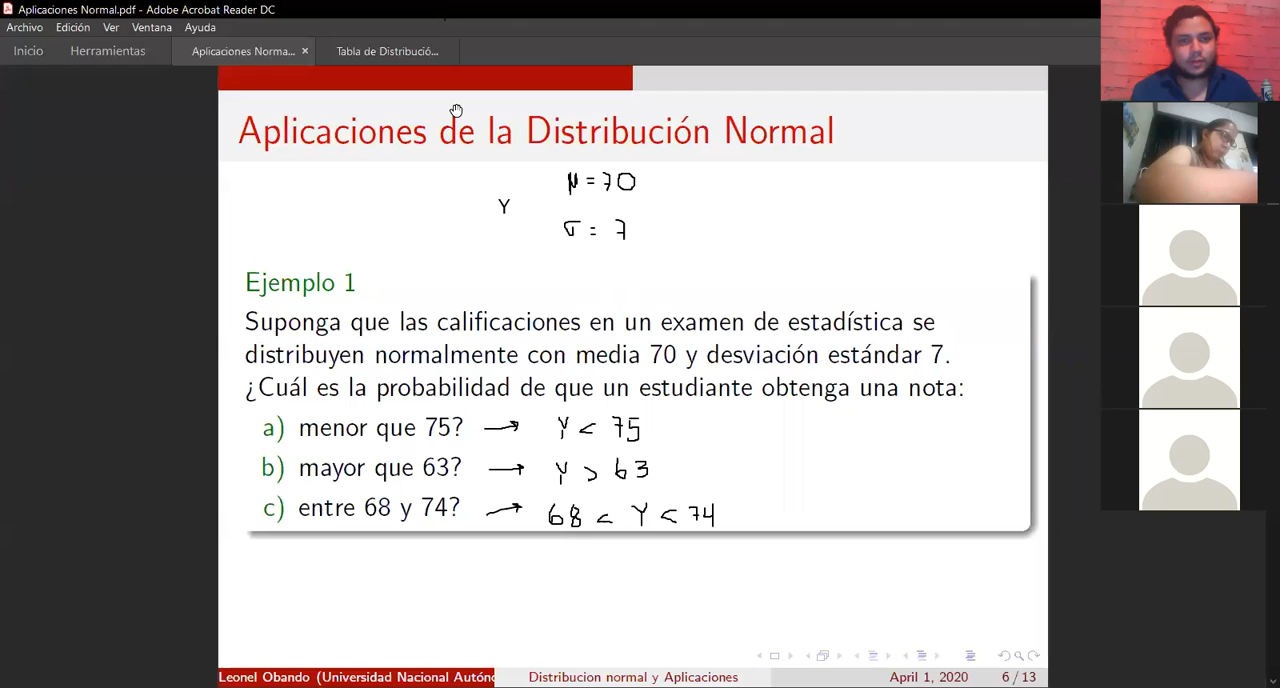 Aplicaciones Normal.pdf - Adobe Acrobat Reader DC
Archivo Edición Ver Ventana Ayuda
Inicio Herramientas Aplicaciones Norma... × Tabla de Distribució...
Aplicaciones de la Distribución Normal
μ = 70
Y
σ = 7
Ejemplo 1
Suponga que las calificaciones en un examen de estadística se
distribuyen normalmente con media 70 y desviación estándar 7.
¿Cuál es la probabilidad de que un estudiante obtenga una nota:
a) menor que 75? → Y < 75
b) mayor que 63? → Y > 63
c) entre 68 y 74? → 68 < Y < 74
Leonel Obando (Universidad Nacional Autónc Distribucion normal y Aplicaciones April 1, 2020 6 / 13